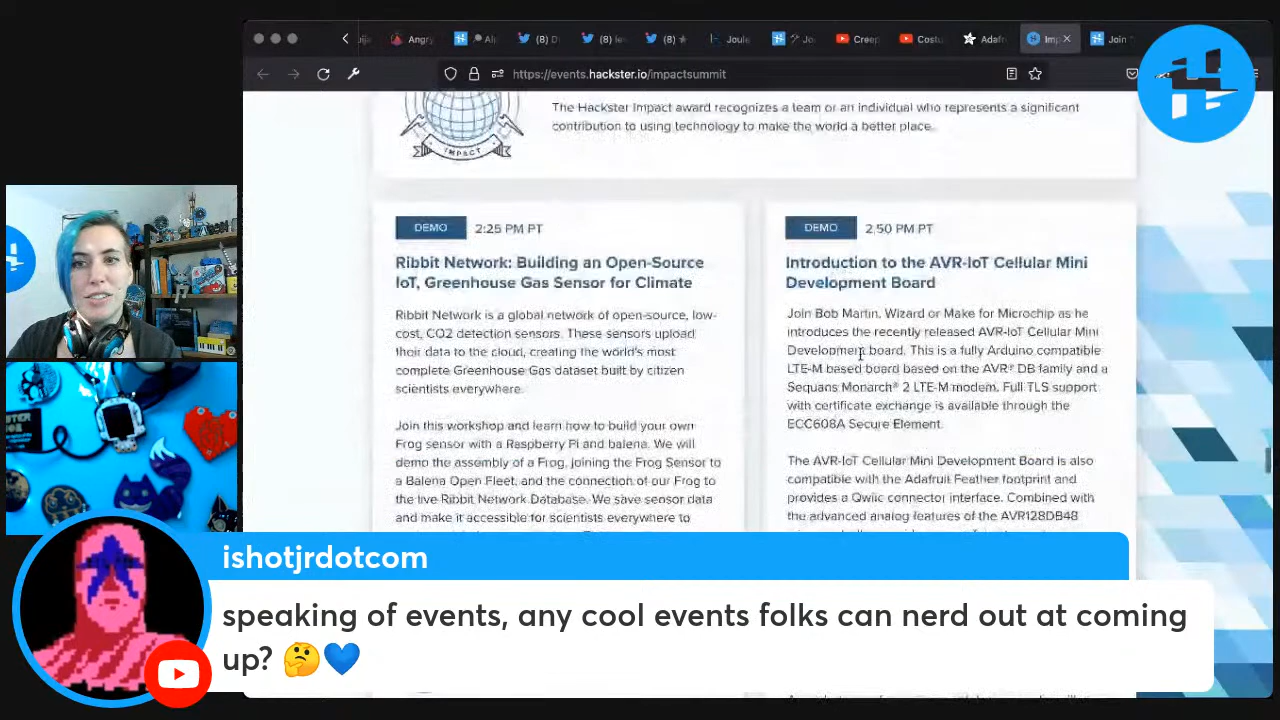 Angry
(8) D
(8)
(8)
Joule
Creep
Costu
Adafr
Imp
Join
https://events.hackster.io/impactsummit
The Hackster Impact award recognizes a team or an individual who represents a significant
contribution to using technology to make the world a better place.
IMPACT
DEMO 2:25 PM PT
Ribbit Network: Building an Open-Source
IoT, Greenhouse Gas Sensor for Climate
Ribbit Network is a global network of open-source, low-
cost, CO2 detection sensors. These sensors upload
their data to the cloud, creating the world's most
complete Greenhouse Gas dataset built by citizen
scientists everywhere.
Join this workshop and learn how to build your own
Frog sensor with a Raspberry Pi and balena. We will
demo the assembly of a Frog, joining the Frog Sensor to
a Balena Open Fleet, and the connection of our Frog to
the live Ribbit Network Database. We save sensor data
and make it accessible for scientists everywhere to
DEMO 2:50 PM PT
Introduction to the AVR-IoT Cellular Mini
Development Board
Join Bob Martin, Wizard or Make for Microchip as he
introduces the recently released AVR-IoT Cellular Mini
Development board. This is a fully Arduino compatible
LTE-M based board based on the AVR® DB family and a
Sequans Monarch® 2 LTE-M modem. Full TLS support
with certificate exchange is available through the
ECC608A Secure Element.
The AVR-IoT Cellular Mini Development Board is also
compatible with the Adafruit Feather footprint and
provides a Qwiic connector interface. Combined with
the advanced analog features of the AVR128DB48
ishotjrdotcom
speaking of events, any cool events folks can nerd out at coming
up? 🤔💙